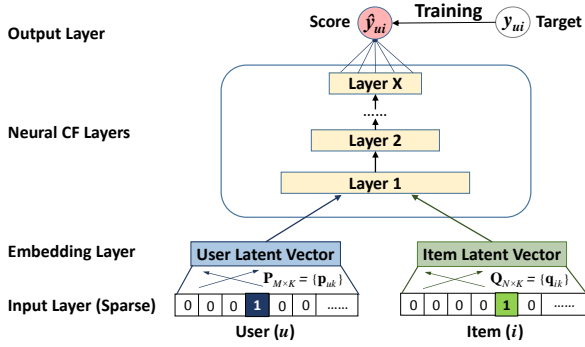 Output Layer
Score ŷui Training yui Target
Layer X
......
Neural CF Layers
Layer 2
Layer 1
Embedding Layer
User Latent Vector
Item Latent Vector
P M×K = {puk}
Q N×K = {qik}
Input Layer (Sparse)
0 0 0 1 0 0 ......
0 0 0 0 1 0 ......
User (u)
Item (i)